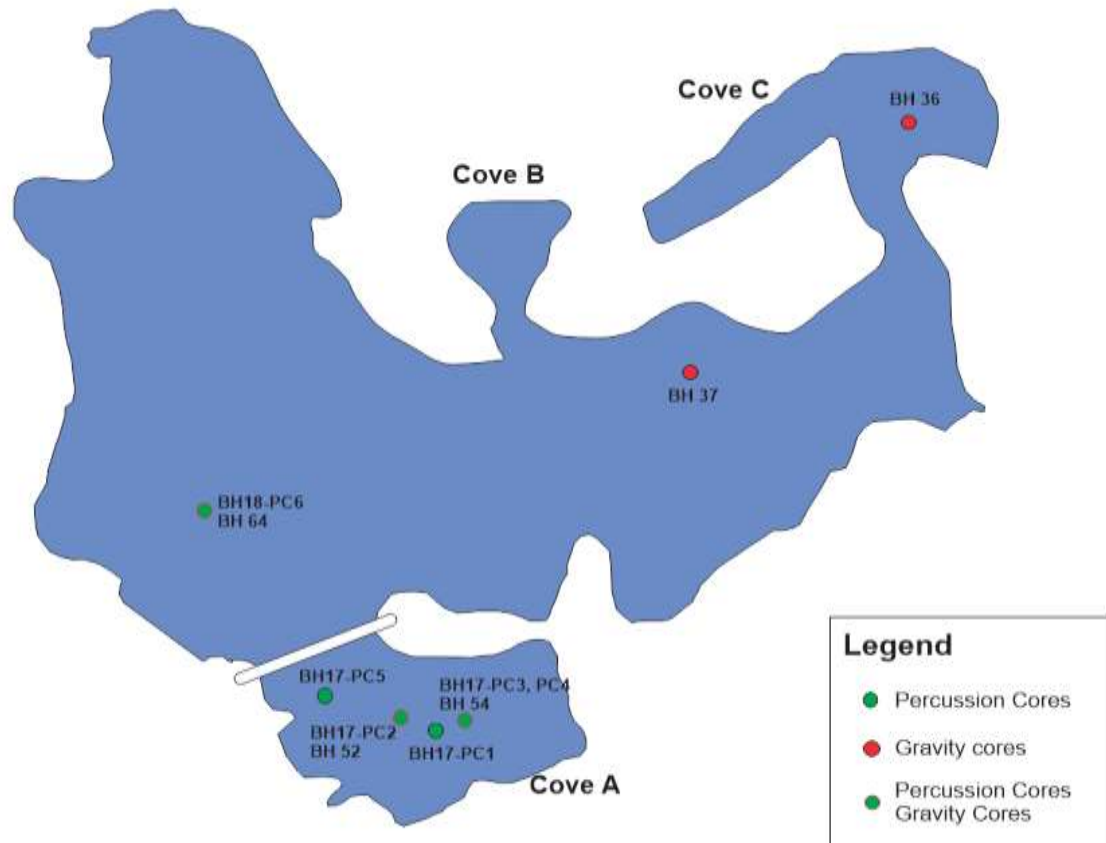 Cove C
BH 36
Cove B
BH 37
BH18-PC6
BH 64
BH17-PC5
BH17-PC3, PC4
BH 54
BH17-PC2
BH 52
BH17-PC1
Cove A
Legend
Percussion Cores
Gravity cores
Percussion Cores
Gravity Cores